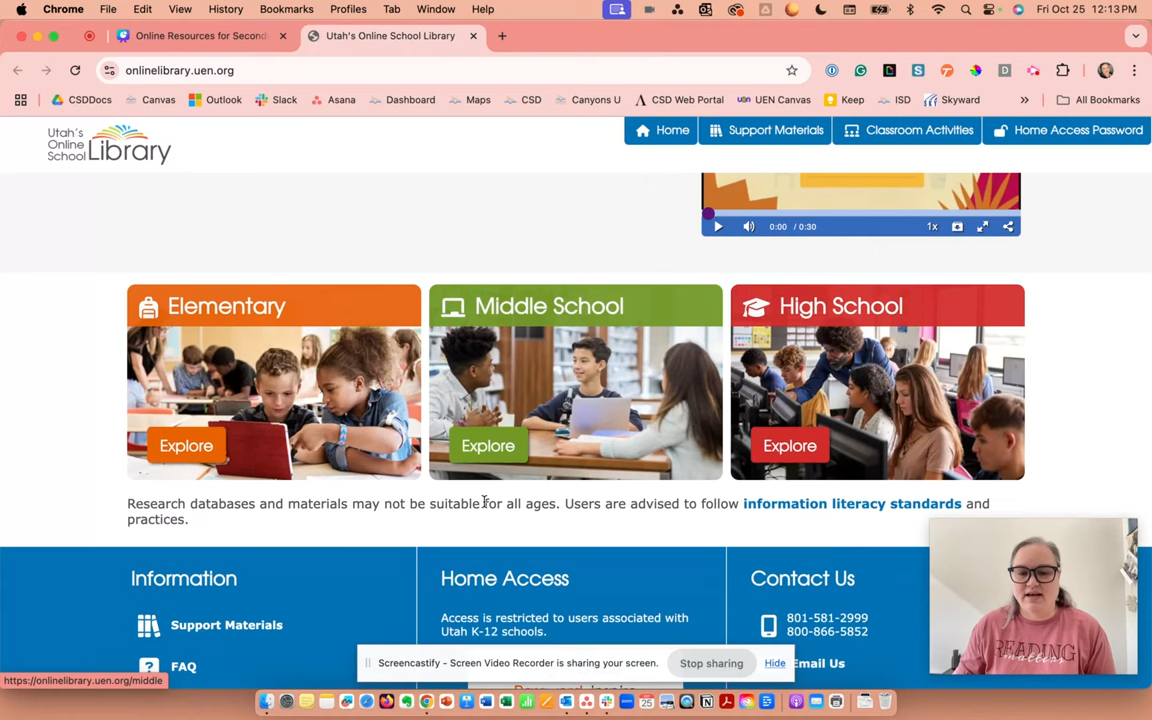 Chrome File Edit View History Bookmarks Profiles Tab Window Help Fri Oct 25 12:13 PM
Online Resources for Second Utah's Online School Library
onlinelibrary.uen.org
CSDDocs Canvas Outlook Slack Asana Dashboard Maps CSD Canyons U CSD Web Portal UEN Canvas Keep ISD Skyward All Bookmarks
Utah's
Online
School Library
Home Support Materials Classroom Activities Home Access Password
0:00 / 0:30 1x
Elementary Middle School High School
Explore Explore Explore
Research databases and materials may not be suitable for all ages. Users are advised to follow information literacy standards and
practices.
Information Home Access Contact Us
Access is restricted to users associated with
Utah K-12 schools.
801-581-2999
800-866-5852
Support Materials
Screencastify - Screen Video Recorder is sharing your screen. Stop sharing Hide
FAQ Email Us
https://onlinelibrary.uen.org/middle
READING
matters